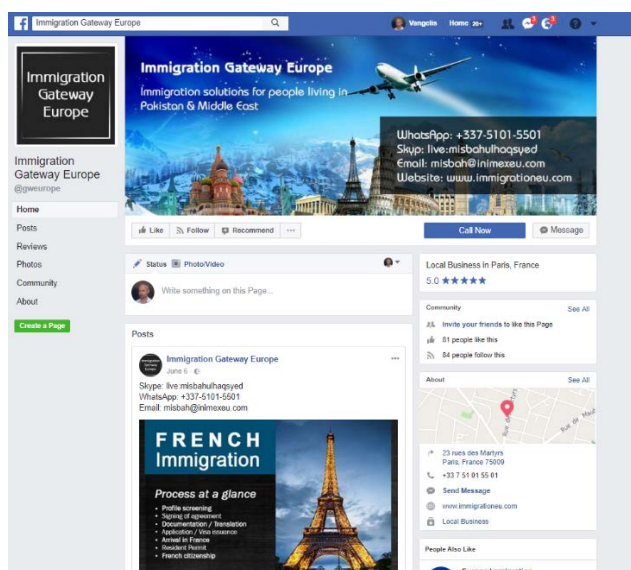 Immigration Gateway Europe
Vangelis
Home 20+
3
3
Immigration
Gateway
Europe
Immigration Gateway Europe
Immigration solutions for people living in
Pakistan & Middle East
WhatsApp: +337-5101-5501
Skyp: live:misbahulhaqsyed
Email: misbah@inimexeu.com
Website: www.immigrationeu.com
Immigration
Gateway Europe
@gweurope
Home
Posts
Reviews
Photos
Community
About
Create a Page
Like
Follow
Recommend
...
Call Now
Message
Status
Photo/Video
Write something on this Page...
Local Business in Paris, France
5.0 ★★★★★
Community
See All
Invite your friends to like this Page
81 people like this
84 people follow this
Posts
Immigration Gateway Europe
June 6
Skype: live:misbahulhaqsyed
WhatsApp: +337-5101-5501
Email: misbah@inimexeu.com
FRENCH
Immigration
Process at a glance
• Profile screening
• Signing of agreement
• Documentation / Translation
• Application / Visa issuance
• Arrival in France
• Resident Permit
• French citizenship
About
See All
23 rues des Martyrs
Paris, France 75009
+33 7 51 01 55 01
Send Message
www.immigrationeu.com
Local Business
People Also Like